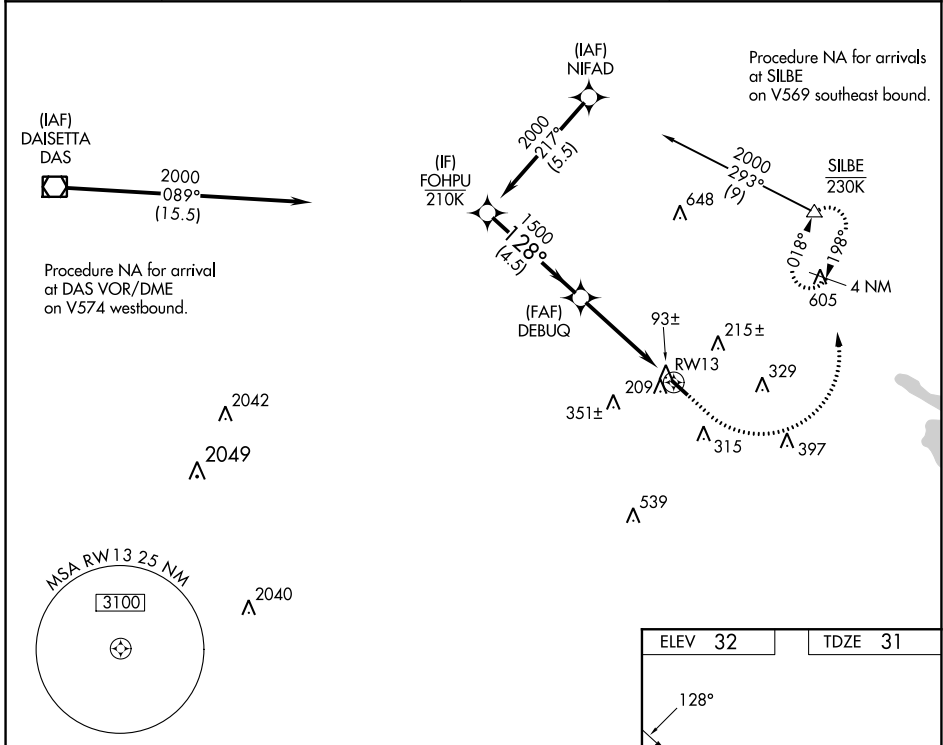 (IAF)
NIFAD
Procedure NA for arrivals
at SILBE
on V569 southeast bound.
(IAF)
DAISETTA
DAS
2000
089°
(15.5)
2000
217°
(5.5)
(IF)
FOHPU
210K
2000
293°
(9)
SILBE
230K
648
018°
198°
4 NM
605
1500
128°
(4.5)
Procedure NA for arrival
at DAS VOR/DME
on V574 westbound.
(FAF)
DEBUQ
93±
215±
RW13
209
329
351±
315
397
2042
2049
539
MSA RW13 25 NM
3100
2040
ELEV 32
TDZE 31
128°